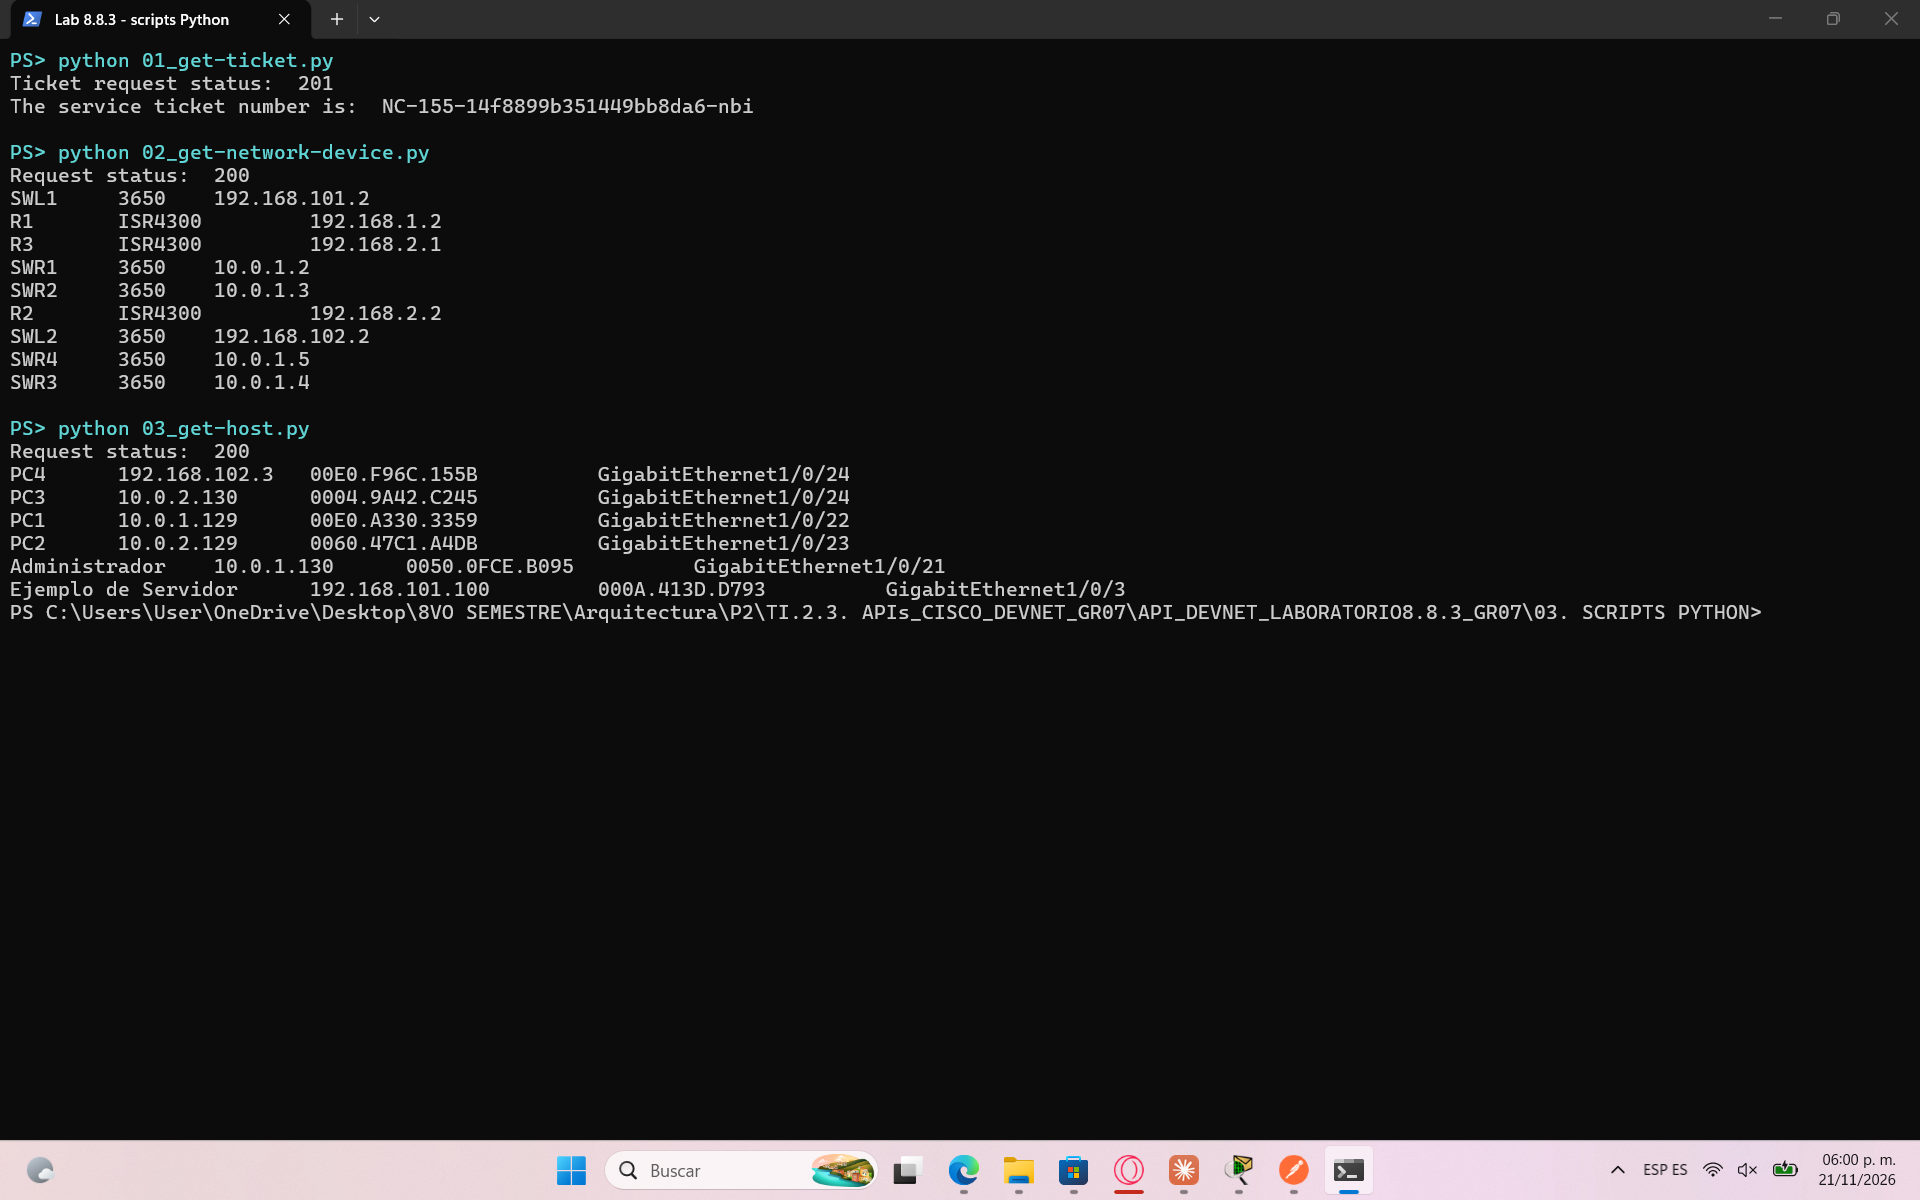 Lab 8.8.3 - scripts Python
PS> python 01_get-ticket.py
Ticket request status:  201
The service ticket number is:  NC-155-14f8899b351449bb8da6-nbi
PS> python 02_get-network-device.py
Request status:  200
SWL1     3650    192.168.101.2
R1       ISR4300         192.168.1.2
R3       ISR4300         192.168.2.1
SWR1     3650    10.0.1.2
SWR2     3650    10.0.1.3
R2       ISR4300         192.168.2.2
SWL2     3650    192.168.102.2
SWR4     3650    10.0.1.5
SWR3     3650    10.0.1.4
PS> python 03_get-host.py
Request status:  200
PC4      192.168.102.3   00E0.F96C.155B          GigabitEthernet1/0/24
PC3      10.0.2.130      0004.9A42.C245          GigabitEthernet1/0/24
PC1      10.0.1.129      00E0.A330.3359          GigabitEthernet1/0/22
PC2      10.0.2.129      0060.47C1.A4DB          GigabitEthernet1/0/23
Administrador    10.0.1.130      0050.0FCE.B095          GigabitEthernet1/0/21
Ejemplo de Servidor      192.168.101.100         000A.413D.D793          GigabitEthernet1/0/3
PS C:\Users\User\OneDrive\Desktop\8VO SEMESTRE\Arquitectura\P2\TI.2.3. APIs_CISCO_DEVNET_GR07\API_DEVNET_LABORATORIO8.8.3_GR07\03. SCRIPTS PYTHON>
Buscar
ESP ES
06:00 p. m.
21/11/2026